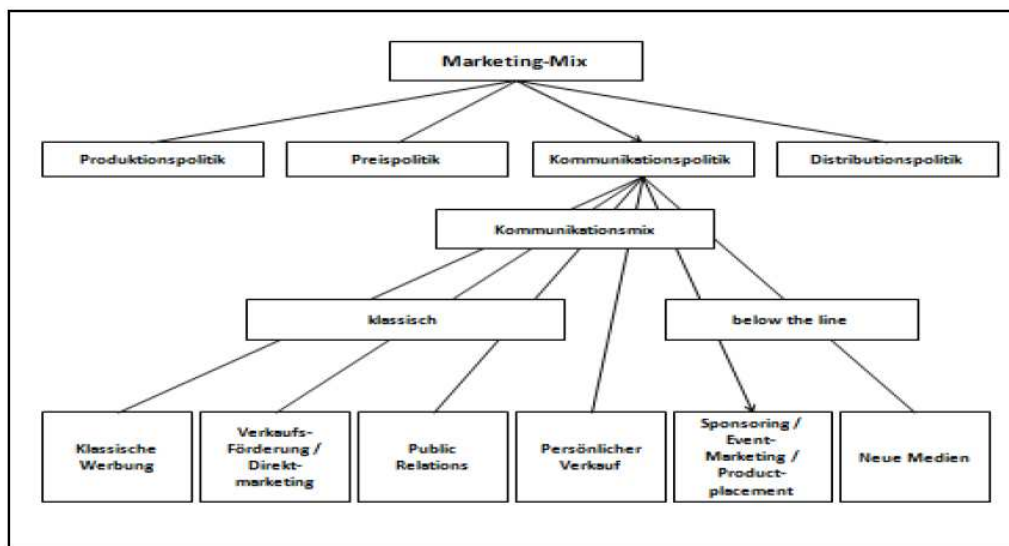 Marketing-Mix
Produktionspolitik
Preispolitik
Kommunikationspolitik
Distributionspolitik
Kommunikationsmix
klassisch
below the line
Klassische
Werbung
Verkaufs-
Förderung /
Direkt-
marketing
Public
Relations
Persönlicher
Verkauf
Sponsoring /
Event-
Marketing /
Product-
placement
Neue Medien